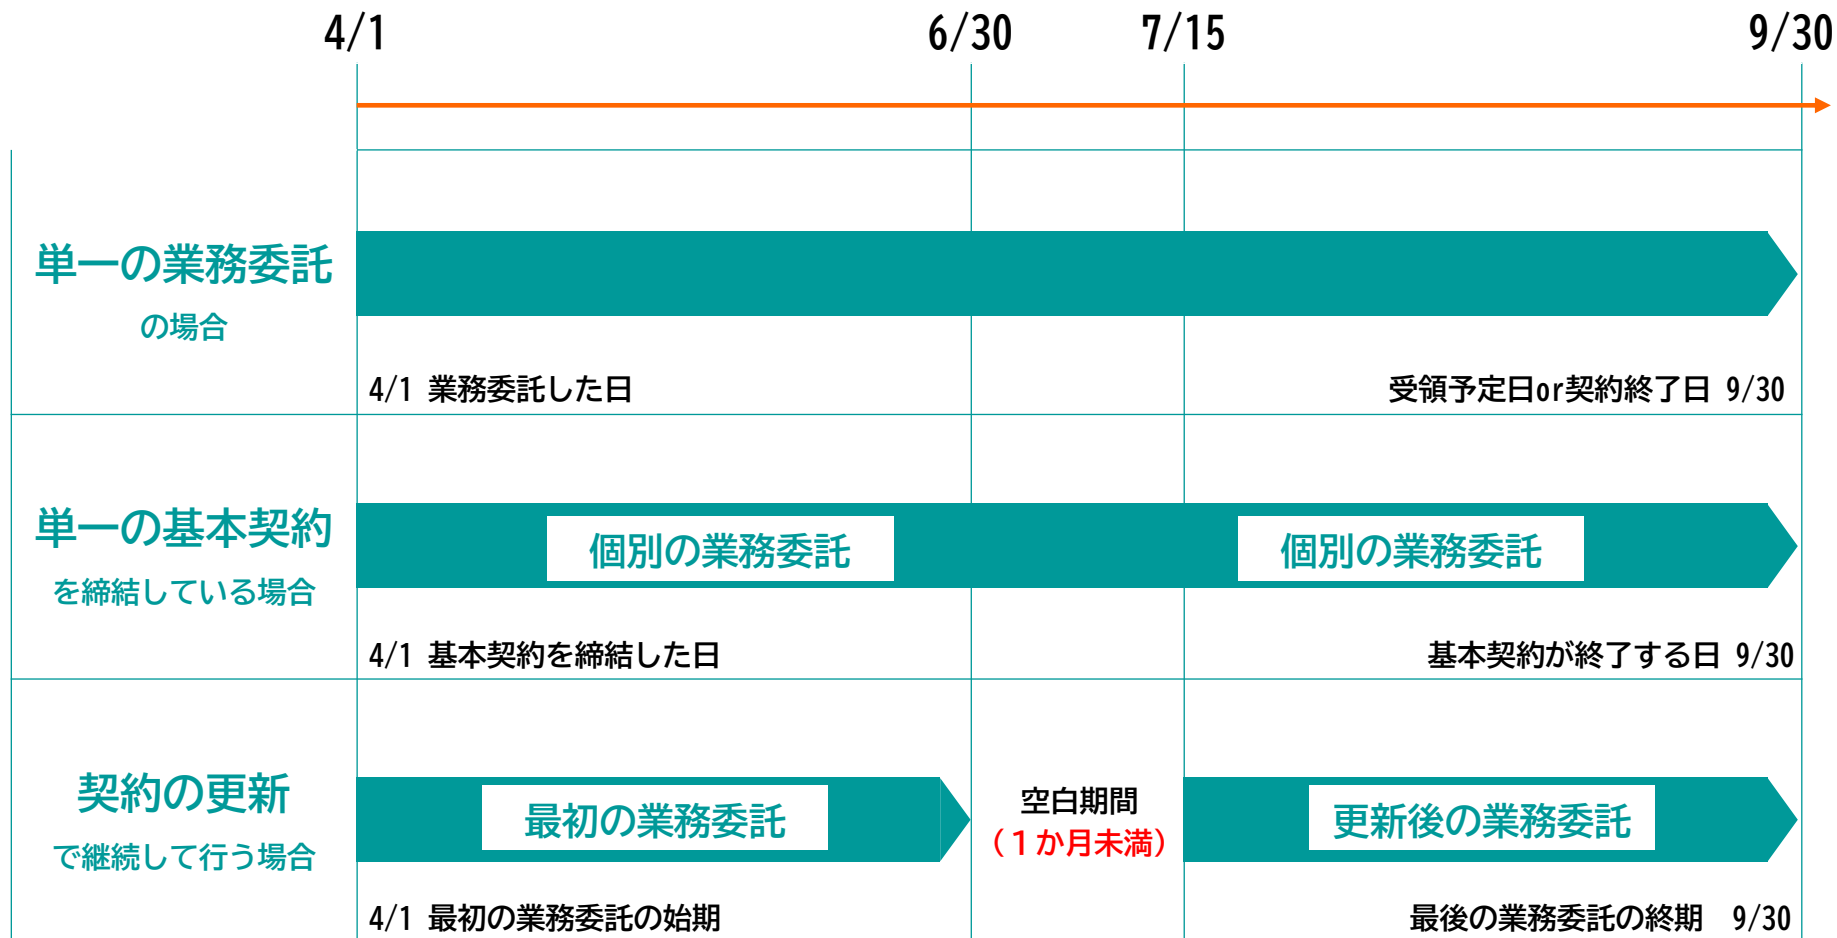 4/1
6/30
7/15
9/30
単一の業務委託
の場合
4/1 業務委託した日
受領予定日or契約終了日 9/30
単一の基本契約
を締結している場合
個別の業務委託
個別の業務委託
4/1 基本契約を締結した日
基本契約が終了する日 9/30
契約の更新
で継続して行う場合
最初の業務委託
空白期間
(１か月未満)
更新後の業務委託
4/1 最初の業務委託の始期
最後の業務委託の終期 9/30